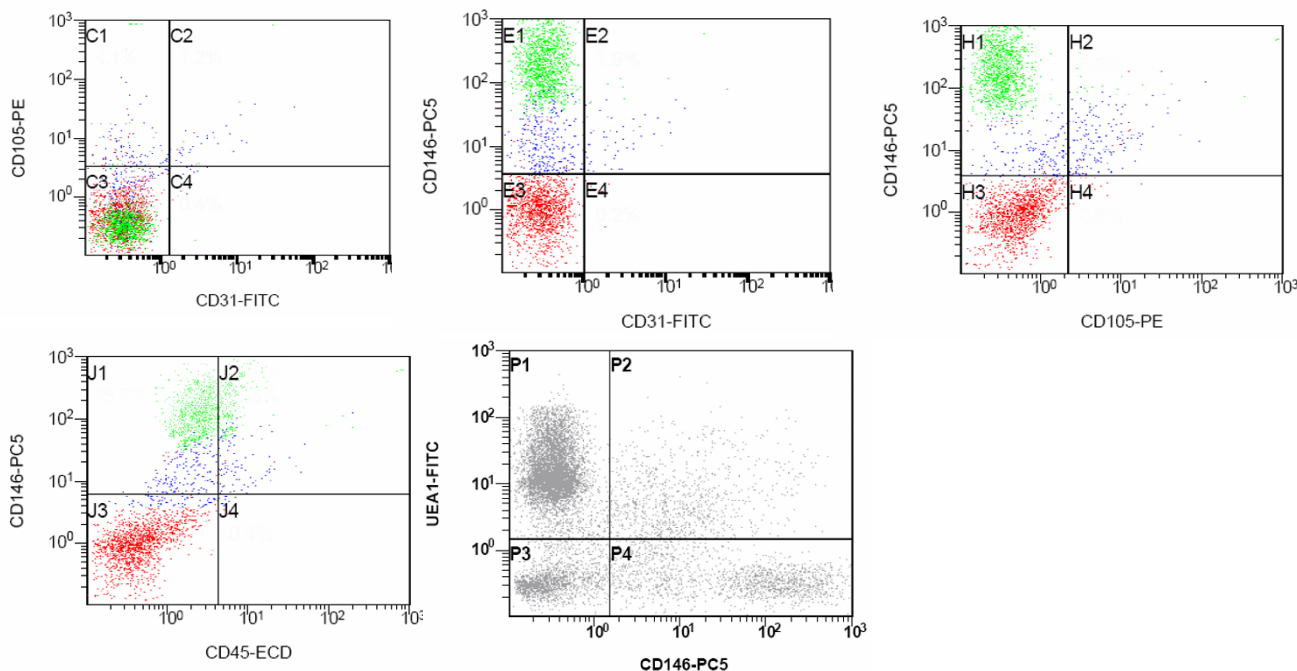 10³
C1
C2
10²
10¹
C3
C4
10⁰
CD105-PE
10⁰
10¹
10²
10
CD31-FITC
10³
E1
E2
10²
10¹
E3
E4
10⁰
CD146-PC5
10⁰
10¹
10²
10
CD31-FITC
10³
H1
H2
10²
10¹
H3
H4
10⁰
CD146-PC5
10⁰
10¹
10²
10³
CD105-PE
10³
J1
J2
10²
10¹
J3
J4
10⁰
CD146-PC5
10⁰
10¹
10²
10³
CD45-ECD
10³
P1
P2
10²
10¹
P3
P4
10⁰
UEA1-FITC
10⁰
10¹
10²
10³
CD146-PC5